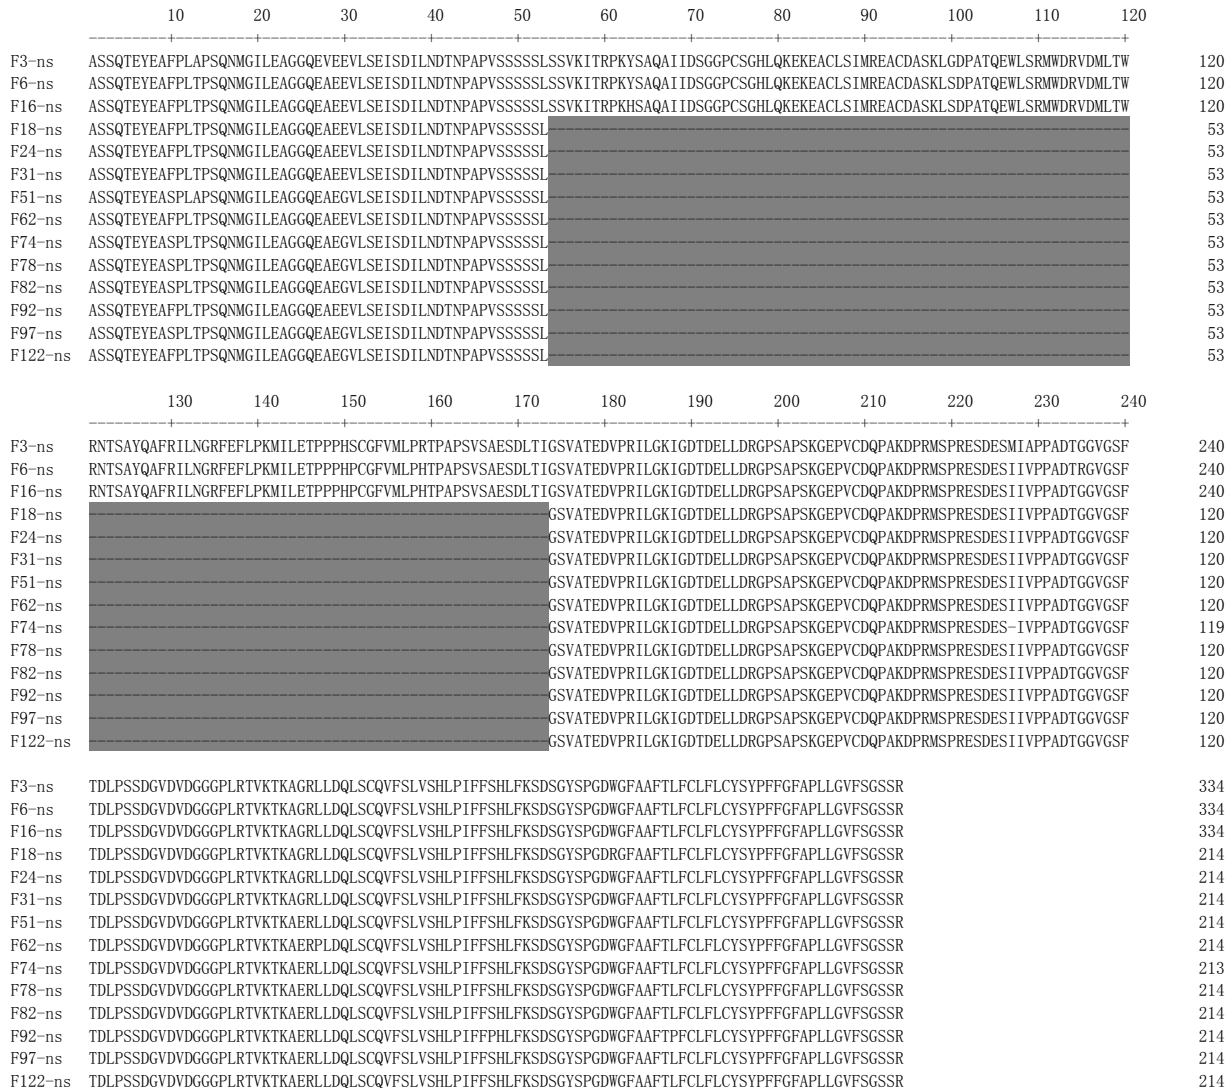 10 20 30 40 50 60 70 80 90 100 110 120
---------+---------+---------+---------+---------+---------+---------+---------+---------+---------+---------+---------+
F3-ns ASSQTEYEAFPLAPSQNMGILEAGGQEVEVLSEISDILNDTNPAPVSSSSSLSSVKITRPKYSAQAIIDSGGPCSGHLQKEKEACLSIMREACDASKLGDPATQEWLSRMWDRVDMLTW 120
F6-ns ASSQTEYEAFPLTPSQNMGILEAGGQEAEEVLSEISDILNDTNPAPVSSSSSLSSVKITRPKYSAQAIIDSGGPCSGHLQKEKEACLSIMREACDASKLSDPATQEWLSRMWDRVDMLTW 120
F16-ns ASSQTEYEAFPLTPSQNMGILEAGGQEAEEVLSEISDILNDTNPAPVSSSSSLSSVKITRPKHSAQAIIDSGGPCSGHLQKEKEACLSIMREACDASKLSDPATQEWLSRMWDRVDMLTW 120
F18-ns ASSQTEYEAFPLTPSQNMGILEAGGQEAEEVLSEISDILNDTNPAPVSSSSSL------------------------------------------------------------------- 53
F24-ns ASSQTEYEAFPLTPSQNMGILEAGGQEAEEVLSEISDILNDTNPAPVSSSSSL------------------------------------------------------------------- 53
F31-ns ASSQTEYEAFPLTPSQNMGILEAGGQEAEEVLSEISDILNDTNPAPVSSSSSL------------------------------------------------------------------- 53
F51-ns ASSQTEYEASPLAPSQNMGILEAGGQEAEGVLSEISDILNDTNPAPVSSSSSL------------------------------------------------------------------- 53
F62-ns ASSQTEYEAFPLTPSQNMGILEAGGQEAEEVLSEISDILNDTNPAPVSSSSSL------------------------------------------------------------------- 53
F74-ns ASSQTEYEASPLTPSQNMGILEAGGQEAEGVLSEISDILNDTNPAPVSSSSSL------------------------------------------------------------------- 53
F78-ns ASSQTEYEASPLTPSQNMGILEAGGQEAEGVLSEISDILNDTNPAPVSSSSSL------------------------------------------------------------------- 53
F82-ns ASSQTEYEASPLTPSQNMGILEAGGQEAEGVLSEISDILNDTNPAPVSSSSSL------------------------------------------------------------------- 53
F92-ns ASSQTEYEAFPLTPSQNMGILEAGGQEAEEVLSEISDILNDTNPAPVSSSSSL------------------------------------------------------------------- 53
F97-ns ASSQTEYEASPLTPSQNMGILEAGGQEAEGVLSEISDILNDTNPAPVSSSSSL------------------------------------------------------------------- 53
F122-ns ASSQTEYEAFPLTPSQNMGILEAGGQEAEGVLSEISDILNDTNPAPVSSSSSL------------------------------------------------------------------- 53
130 140 150 160 170 180 190 200 210 220 230 240
---------+---------+---------+---------+---------+---------+---------+---------+---------+---------+---------+---------+
F3-ns RNTSAYQAFRILNGRFEFLPKMILETPPPHSCGFVMLPRTPAPSVSAESDLTIGSVATEDVPRILGKIGDTDELLDRGPSAPSKGEPVCDQPAKDPRMSPRESDESMIAPPADTGGVGSF 240
F6-ns RNTSAYQAFRILNGRFEFLPKMILETPPPHPCGFVMLPHTPAPSVSAESDLTIGSVATEDVPRILGKIGDTDELLDRGPSAPSKGEPVCDQPAKDPRMSPRESDESIIVPPADTRGVGSF 240
F16-ns RNTSAYQAFRILNGRFEFLPKMILETPPPHPCGFVMLPHTPAPSVSAESDLTIGSVATEDVPRILGKIGDTDELLDRGPSAPSKGEPVCDQPAKDPRMSPRESDESIIVPPADTGGVGSF 240
F18-ns -----------------------------------------------------GSVATEDVPRILGKIGDTDELLDRGPSAPSKGEPVCDQPAKDPRMSPRESDESIIVPPADTGGVGSF 120
F24-ns -----------------------------------------------------GSVATEDVPRILGKIGDTDELLDRGPSAPSKGEPVCDQPAKDPRMSPRESDESIIVPPADTGGVGSF 120
F31-ns -----------------------------------------------------GSVATEDVPRILGKIGDTDELLDRGPSAPSKGEPVCDQPAKDPRMSPRESDESIIVPPADTGGVGSF 120
F51-ns -----------------------------------------------------GSVATEDVPRILGKIGDTDELLDRGPSAPSKGEPVCDQPAKDPRMSPRESDESIIVPPADTGGVGSF 120
F62-ns -----------------------------------------------------GSVATEDVPRILGKIGDTDELLDRGPSAPSKGEPVCDQPAKDPRMSPRESDESIIVPPADTGGVGSF 120
F74-ns -----------------------------------------------------GSVATEDVPRILGKIGDTDELLDRGPSAPSKGEPVCDQPAKDPRMSPRESDES-IVPPADTGGVGSF 119
F78-ns -----------------------------------------------------GSVATEDVPRILGKIGDTDELLDRGPSAPSKGEPVCDQPAKDPRMSPRESDESIIVPPADTGGVGSF 120
F82-ns -----------------------------------------------------GSVATEDVPRILGKIGDTDELLDRGPSAPSKGEPVCDQPAKDPRMSPRESDESIIVPPADTGGVGSF 120
F92-ns -----------------------------------------------------GSVATEDVPRILGKIGDTDELLDRGPSAPSKGEPVCDQPAKDPRMSPRESDESIIVPPADTGGVGSF 120
F97-ns -----------------------------------------------------GSVATEDVPRILGKIGDTDELLDRGPSAPSKGEPVCDQPAKDPRMSPRESDESIIVPPADTGGVGSF 120
F122-ns -----------------------------------------------------GSVATEDVPRILGKIGDTDELLDRGPSAPSKGEPVCDQPAKDPRMSPRESDESIIVPPADTGGVGSF 120
F3-ns TDLPSSDGVDVDGGGPLRTVKTKAGRLLDQLSCQVFSLVSHLPIFFSHLFKSDSGYSPGDWGFAAFTLFCLFLCYSYPFFGFAPLLGVFSGSSR 334
F6-ns TDLPSSDGVDVDGGGPLRTVKTKAGRLLDQLSCQVFSLVSHLPIFFSHLFKSDSGYSPGDWGFAAFTLFCLFLCYSYPFFGFAPLLGVFSGSSR 334
F16-ns TDLPSSDGVDVDGGGPLRTVKTKAGRLLDQLSCQVFSLVSHLPIFFSHLFKSDSGYSPGDWGFAAFTLFCLFLCYSYPFFGFAPLLGVFSGSSR 334
F18-ns TDLPSSDGVDVDGGGPLRTVKTKAGRLLDQLSCQVFSLVSHLPIFFSHLFKSDSGYSPGDRGFAAFTLFCLFLCYSYPFFGFAPLLGVFSGSSR 214
F24-ns TDLPSSDGVDVDGGGPLRTVKTKAGRLLDQLSCQVFSLVSHLPIFFSHLFKSDSGYSPGDWGFAAFTLFCLFLCYSYPFFGFAPLLGVFSGSSR 214
F31-ns TDLPSSDGVDVDGGGPLRTVKTKAGRLLDQLSCQVFSLVSHLPIFFSHLFKSDSGYSPGDWGFAAFTLFCLFLCYSYPFFGFAPLLGVFSGSSR 214
F51-ns TDLPSSDGVDVDGGGPLRTVKTKAERLLDQLSCQVFSLVSHLPIFFSHLFKSDSGYSPGDWGFAAFTLFCLFLCYSYPFFGFAPLLGVFSGSSR 214
F62-ns TDLPSSDGVDVDGGGPLRTVKTKAERPLDQLSCQVFSLVSHLPIFFSHLFKSDSGYSPGDWGFAAFTLFCLFLCYSYPFFGFAPLLGVFSGSSR 214
F74-ns TDLPSSDGVDVDGGGPLRTVKTKAERLLDQLSCQVFSLVSHLPIFFSHLFKSDSGYSPGDWGFAAFTLFCLFLCYSYPFFGFAPLLGVFSGSSR 213
F78-ns TDLPSSDGVDVDGGGPLRTVKTKAERLLDQLSCQVFSLVSHLPIFFSHLFKSDSGYSPGDWGFAAFTLFCLFLCYSYPFFGFAPLLGVFSGSSR 214
F82-ns TDLPSSDGVDVDGGGPLRTVKTKAERLLDQLSCQVFSLVSHLPIFFSHLFKSDSGYSPGDWGFAAFTLFCLFLCYSYPFFGFAPLLGVFSGSSR 214
F92-ns TDLPSSDGVDVDGGGPLRTVKTKAERLLDQLSCQVFSLVSHLPIFFPHLFKSDSGYSPGDWGFAAFTPFCLFLCYSYPFFGFAPLLGVFSGSSR 214
F97-ns TDLPSSDGVDVDGGGPLRTVKTKAERLLDQLSCQVFSLVSHLPIFFSHLFKSDSGYSPGDWGFAAFTLFCLFLCYSYPFFGFAPLLGVFSGSSR 214
F122-ns TDLPSSDGVDVDGGGPLRTVKTKAERLLDQLSCQVFSLVSHLPIFFSHLFKSDSGYSPGDWGFAAFTLFCLFLCYSYPFFGFAPLLGVFSGSSR 214